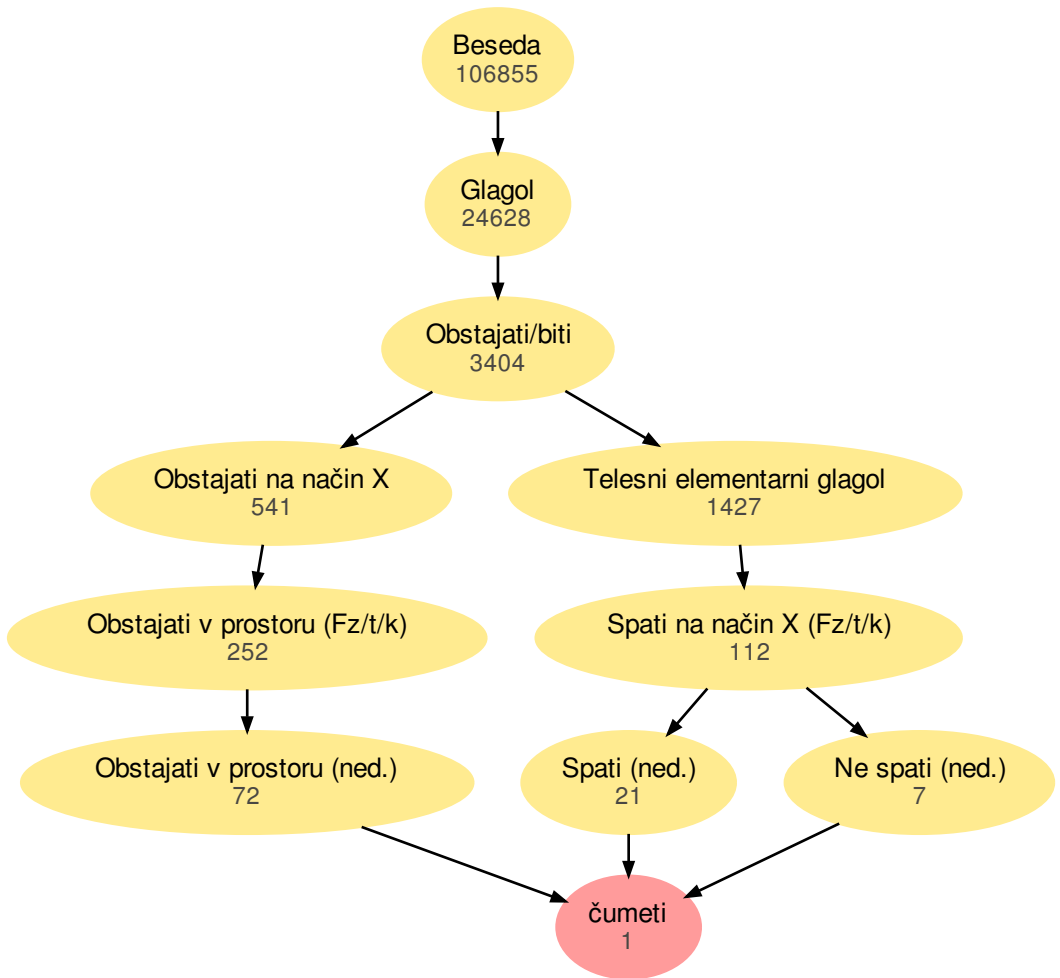 Beseda
106855
Glagol
24628
Obstajati/biti
3404
Obstajati na način X
541
Telesni elementarni glagol
1427
Obstajati v prostoru (Fz/t/k)
252
Spati na način X (Fz/t/k)
112
Obstajati v prostoru (ned.)
72
Spati (ned.)
21
Ne spati (ned.)
7
čumeti
1